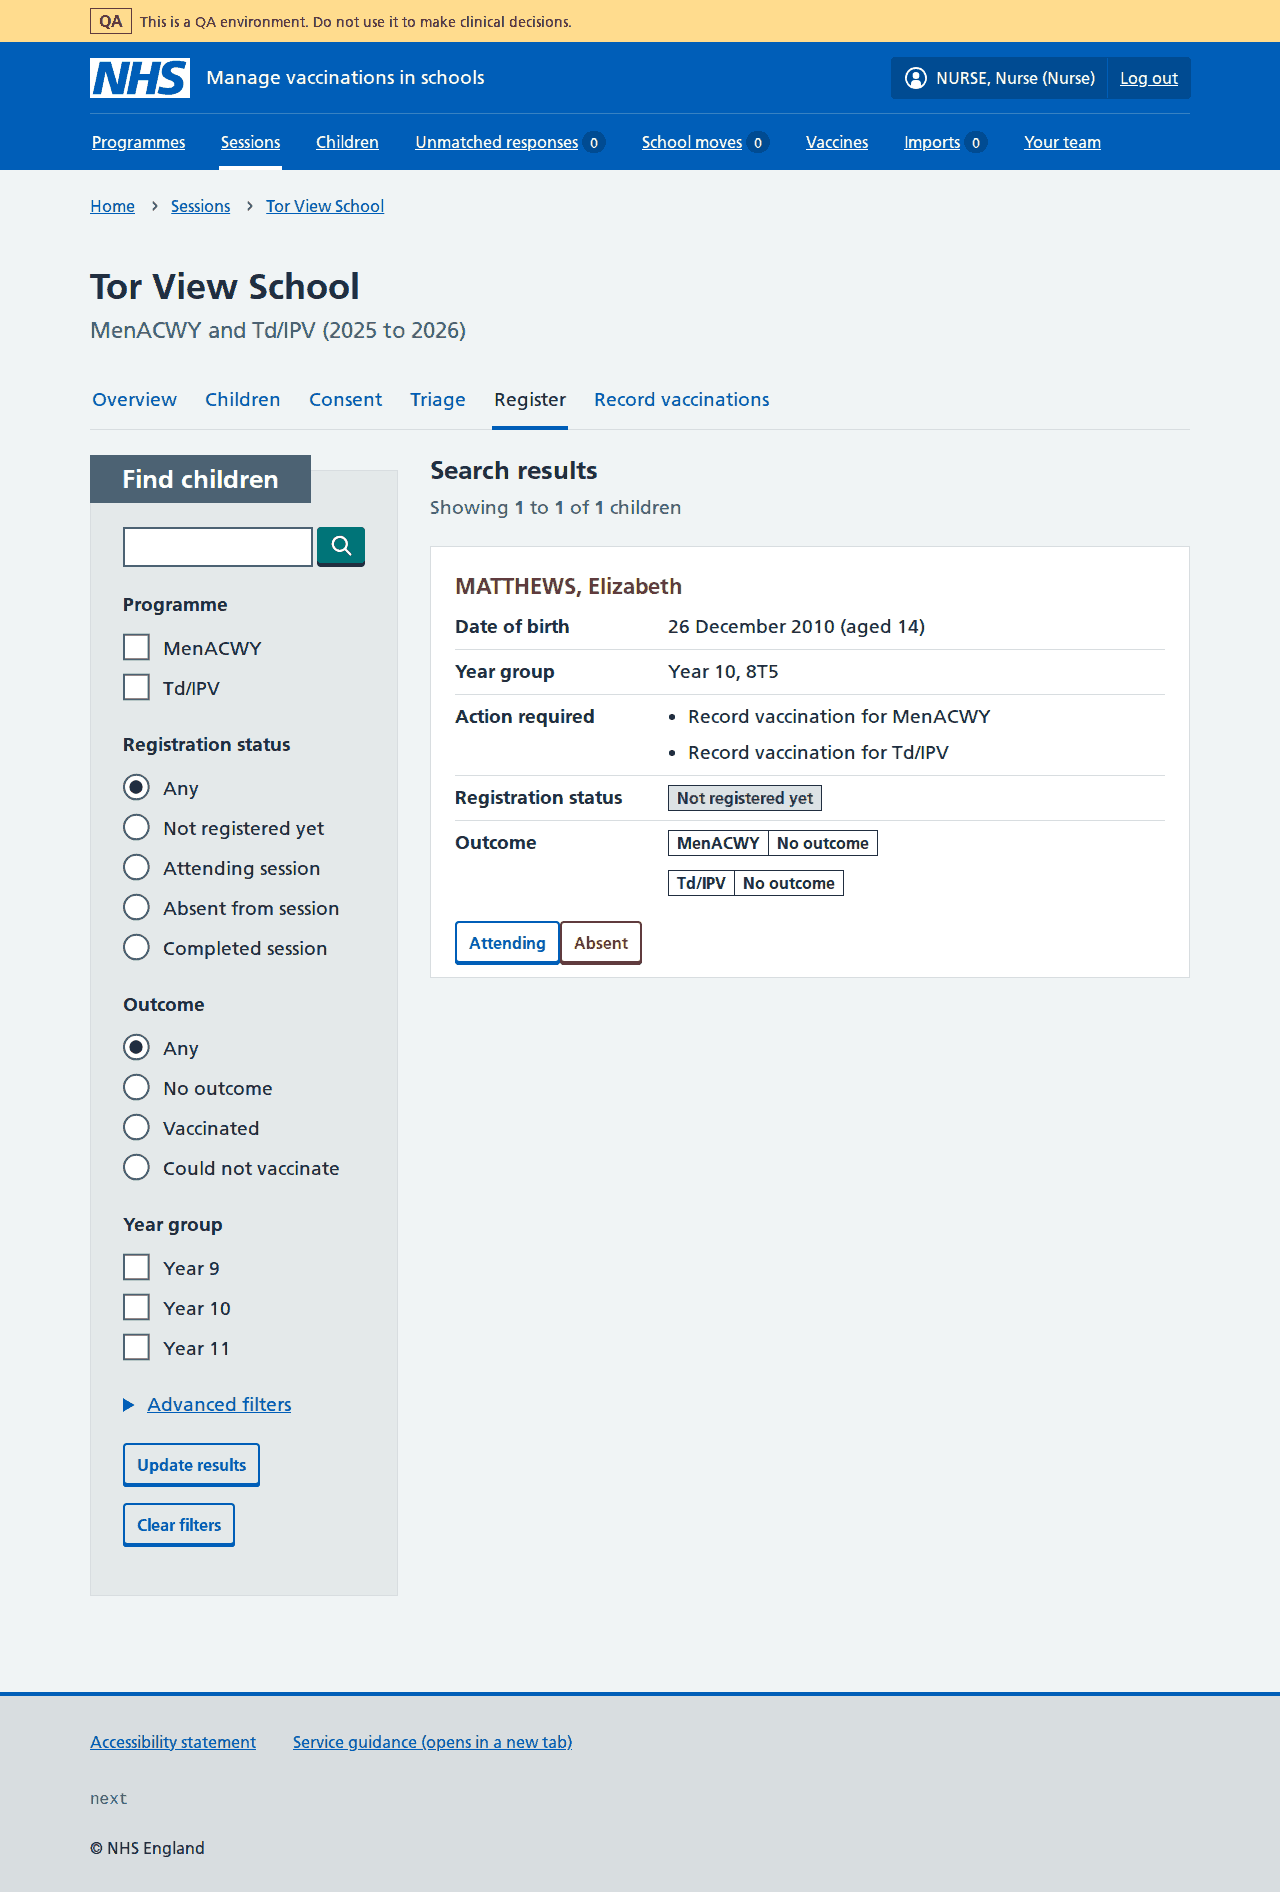 QA This is a QA environment. Do not use it to make clinical decisions.
NHS Manage vaccinations in schools NURSE, Nurse (Nurse) Log out
Programmes Sessions Children Unmatched responses 0 School moves 0 Vaccines Imports 0 Your team
Home Sessions Tor View School
Tor View School
MenACWY and Td/IPV (2025 to 2026)
Overview Children Consent Triage Register Record vaccinations
Find children
Programme
MenACWY
Td/IPV
Registration status
Any
Not registered yet
Attending session
Absent from session
Completed session
Outcome
Any
No outcome
Vaccinated
Could not vaccinate
Year group
Year 9
Year 10
Year 11
Advanced filters
Update results
Clear filters
Search results
Showing 1 to 1 of 1 children
MATTHEWS, Elizabeth
Date of birth 26 December 2010 (aged 14)
Year group Year 10, 8T5
Action required • Record vaccination for MenACWY
• Record vaccination for Td/IPV
Registration status Not registered yet
Outcome MenACWY No outcome
Td/IPV No outcome
Attending Absent
Accessibility statement Service guidance (opens in a new tab)
next
© NHS England